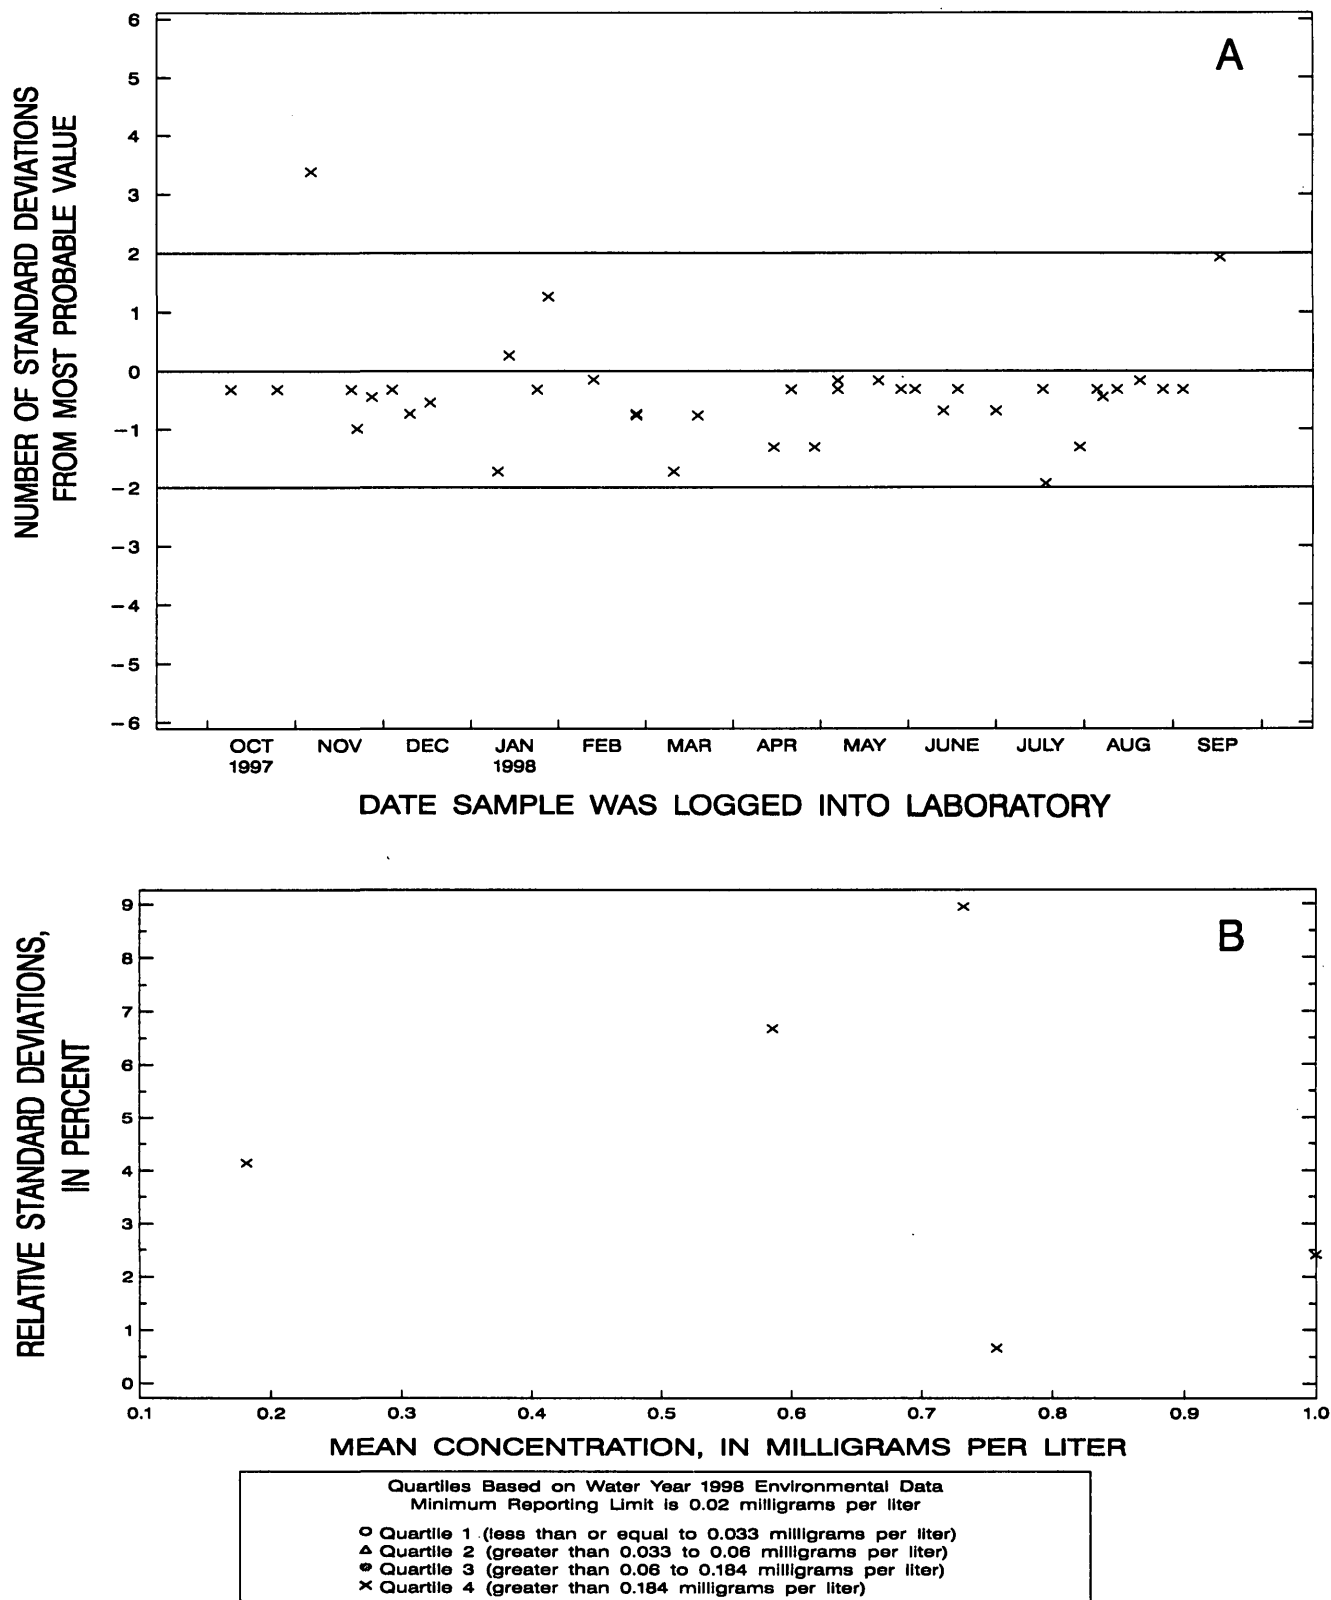 A
NUMBER OF STANDARD DEVIATIONS
FROM MOST PROBABLE VALUE
6
5
4
3
2
1
0
−1
−2
−3
−4
−5
−6
OCT NOV DEC JAN FEB MAR APR MAY JUNE JULY AUG SEP
1997 1998
DATE SAMPLE WAS LOGGED INTO LABORATORY
B
RELATIVE STANDARD DEVIATIONS,
IN PERCENT
9
8
7
6
5
4
3
2
1
0
0.1 0.2 0.3 0.4 0.5 0.6 0.7 0.8 0.9 1.0
MEAN CONCENTRATION, IN MILLIGRAMS PER LITER
Quartiles Based on Water Year 1998 Environmental Data
Minimum Reporting Limit is 0.02 milligrams per liter
Quartile 1 (less than or equal to 0.033 milligrams per liter)
Quartile 2 (greater than 0.033 to 0.06 milligrams per liter)
Quartile 3 (greater than 0.06 to 0.184 milligrams per liter)
Quartile 4 (greater than 0.184 milligrams per liter)